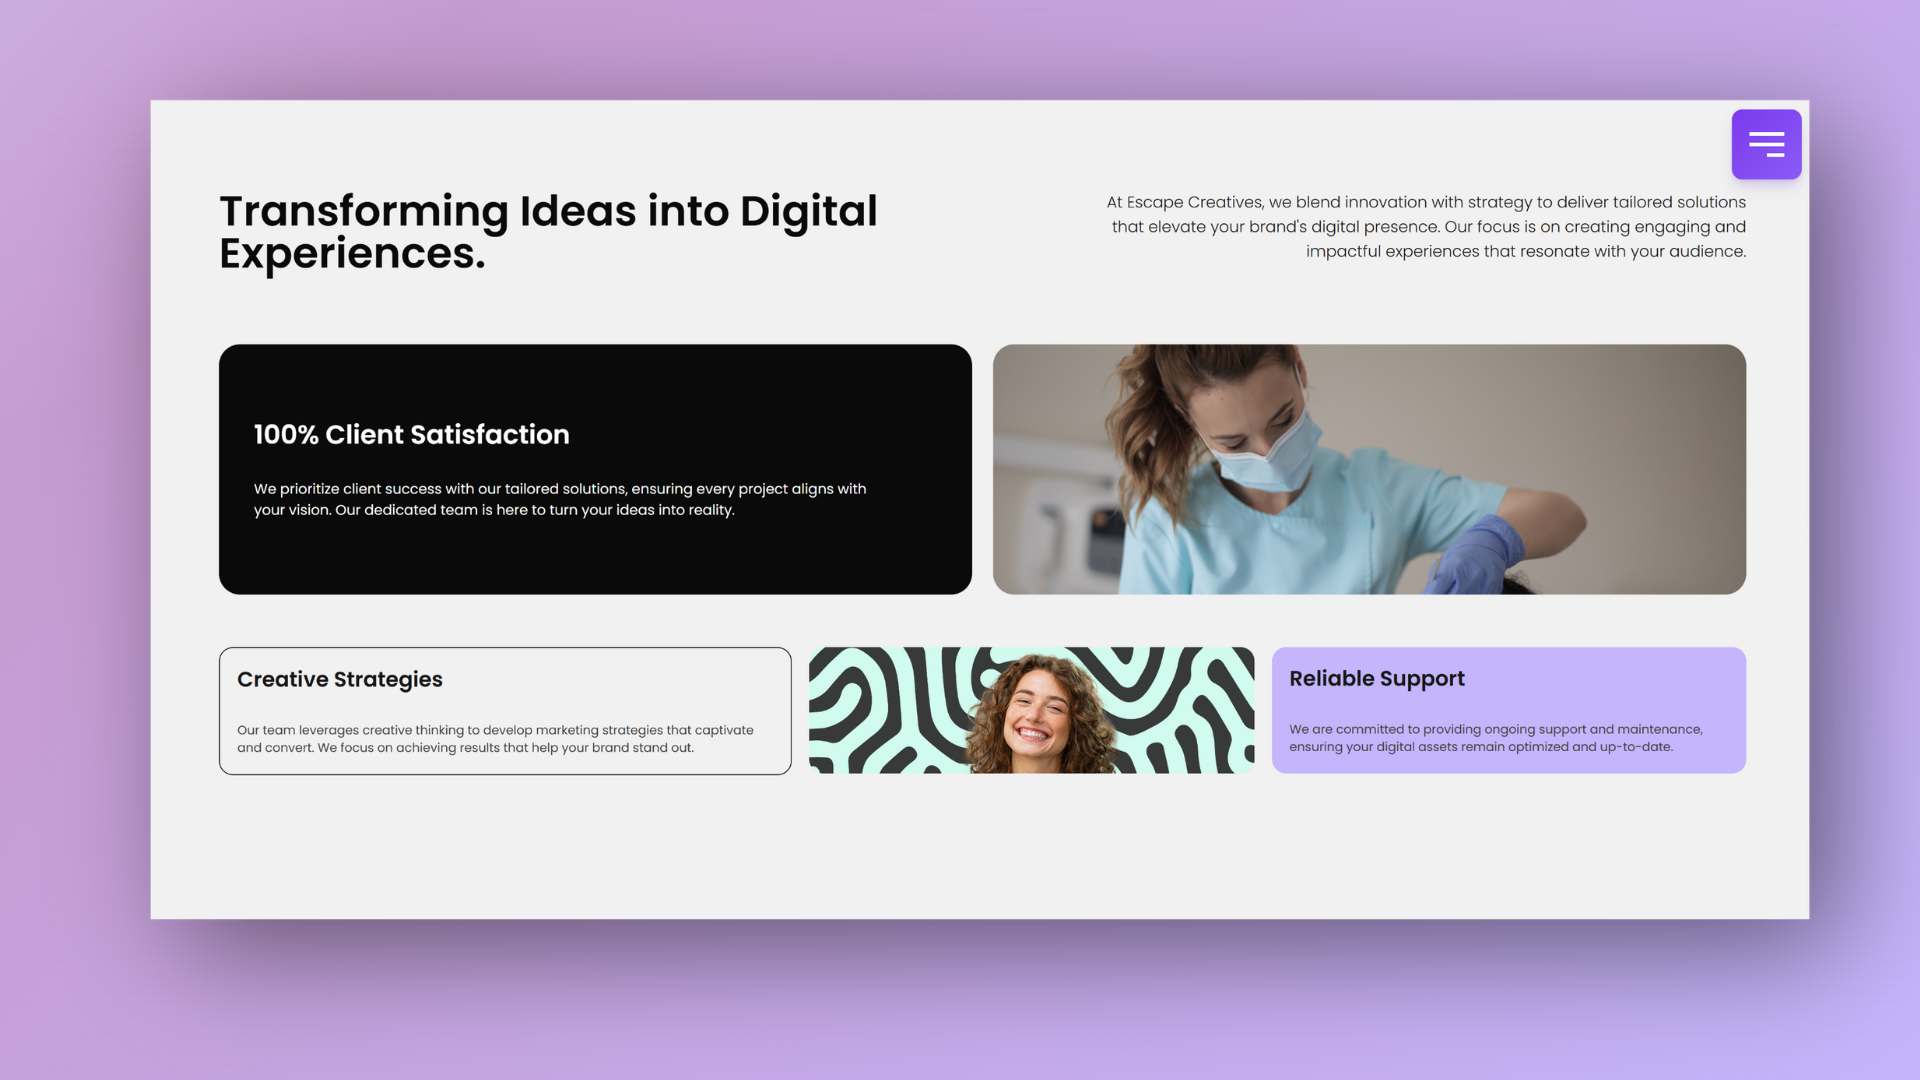 Transforming Ideas into Digital
Experiences.
At Escape Creatives, we blend innovation with strategy to deliver tailored solutions
that elevate your brand's digital presence. Our focus is on creating engaging and
impactful experiences that resonate with your audience.
100% Client Satisfaction
We prioritize client success with our tailored solutions, ensuring every project aligns with
your vision. Our dedicated team is here to turn your ideas into reality.
Creative Strategies
Our team leverages creative thinking to develop marketing strategies that captivate
and convert. We focus on achieving results that help your brand stand out.
Reliable Support
We are committed to providing ongoing support and maintenance,
ensuring your digital assets remain optimized and up-to-date.